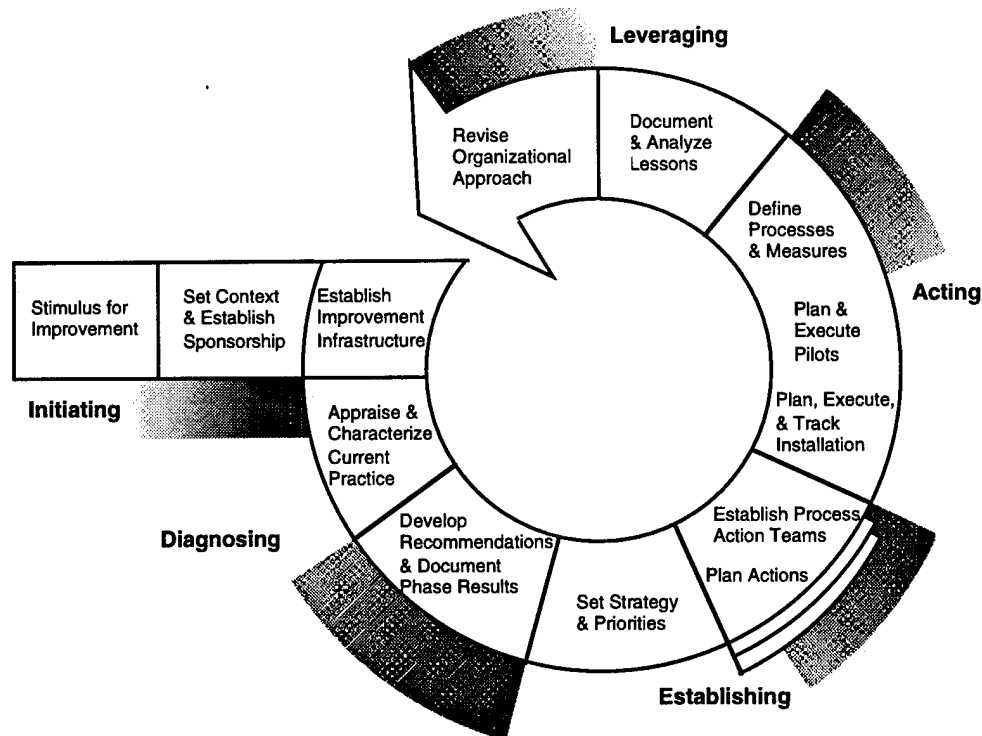 Leveraging
Revise
Organizational
Approach
Document
& Analyze
Lessons
Define
Processes
& Measures
Acting
Plan &
Execute
Pilots
Plan, Execute,
& Track
Installation
Stimulus for
Improvement
Set Context
& Establish
Sponsorship
Establish
Improvement
Infrastructure
Initiating
Appraise &
Characterize
Current
Practice
Diagnosing
Develop
Recommendations
& Document
Phase Results
Set Strategy
& Priorities
Establish Process
Action Teams
Plan Actions
Establishing